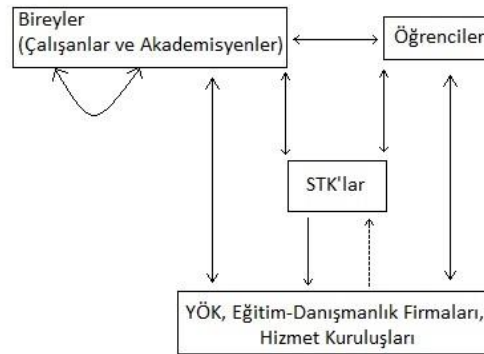 Bireyler
(Çalışanlar ve Akademisyenler)
Öğrenciler
STK'lar
YÖK, Eğitim-Danışmanlık Firmaları,
Hizmet Kuruluşları